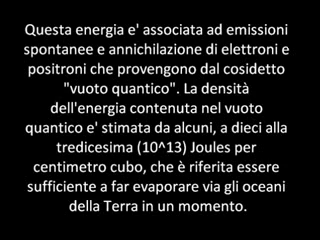 Questa energia e' associata ad emissioni
spontanee e annichilazione di elettroni e
positroni che provengono dal cosidetto
"vuoto quantico". La densità
dell'energia contenuta nel vuoto
quantico e' stimata da alcuni, a dieci alla
tredicesima (10^13) Joules per
centimetro cubo, che è riferita essere
sufficiente a far evaporare via gli oceani
della Terra in un momento.